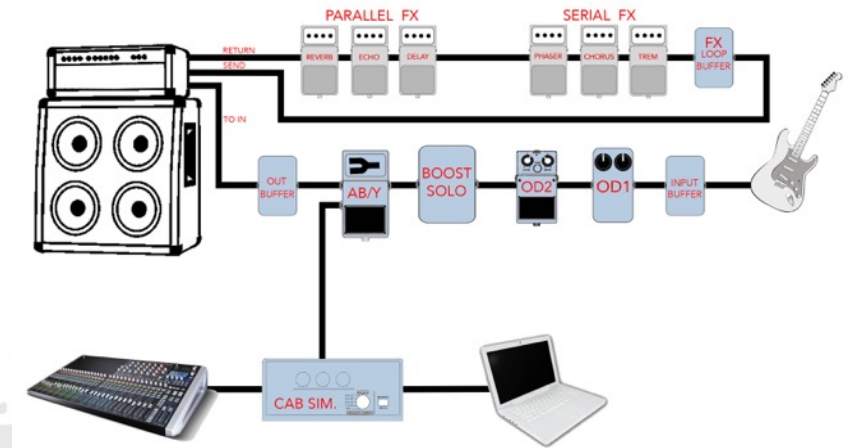 PARALLEL FX
SERIAL FX
RETURN
SEND
REVERB
ECHO
DELAY
PHASER
CHORUS
TREM
FX
LOOP
BUFFER
TO IN
OUT
BUFFER
AB/Y
BOOST
SOLO
OD2
OD1
INPUT
BUFFER
CAB SIM.